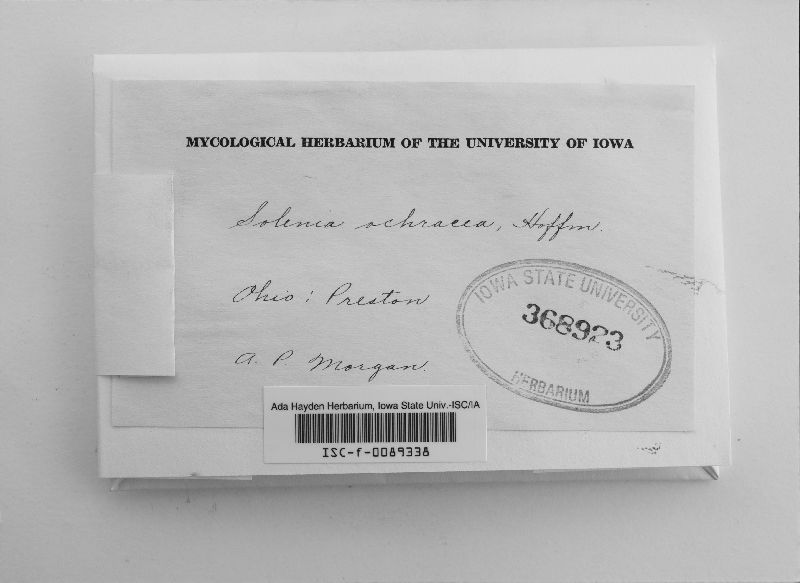 MYCOLOGICAL HERBARIUM OF THE UNIVERSITY OF IOWA
Solenia ochracea, Hoffm.
Ohio: Preston
A. P. Morgan.
IOWA STATE UNIVERSITY
368923
HERBARIUM
Ada Hayden Herbarium, Iowa State Univ.-ISC/IA
ISC-f-0089338